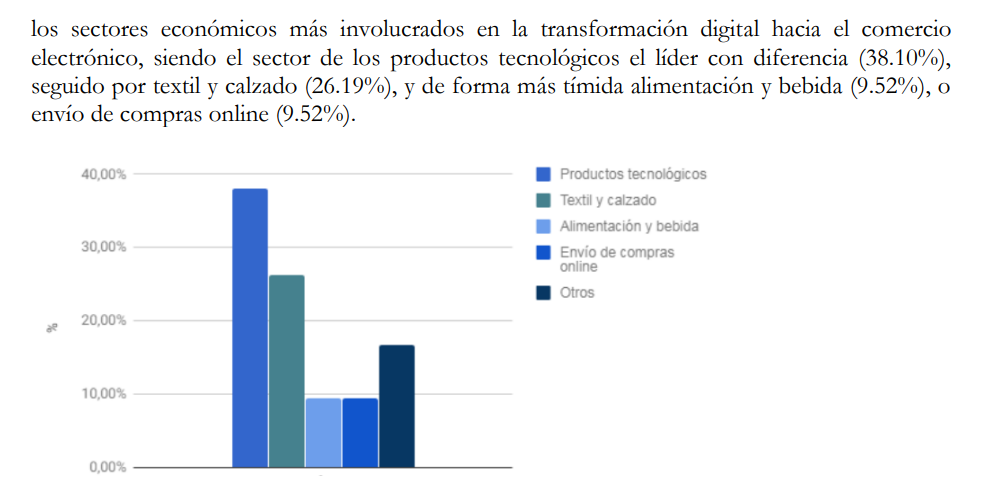 los sectores económicos más involucrados en la transformación digital hacia el comercio
electrónico, siendo el sector de los productos tecnológicos el líder con diferencia (38.10%),
seguido por textil y calzado (26.19%), y de forma más tímida alimentación y bebida (9.52%), o
envío de compras online (9.52%).
40,00%
30,00%
20,00%
10,00%
0,00%
%
Productos tecnológicos
Textil y calzado
Alimentación y bebida
Envío de compras
online
Otros